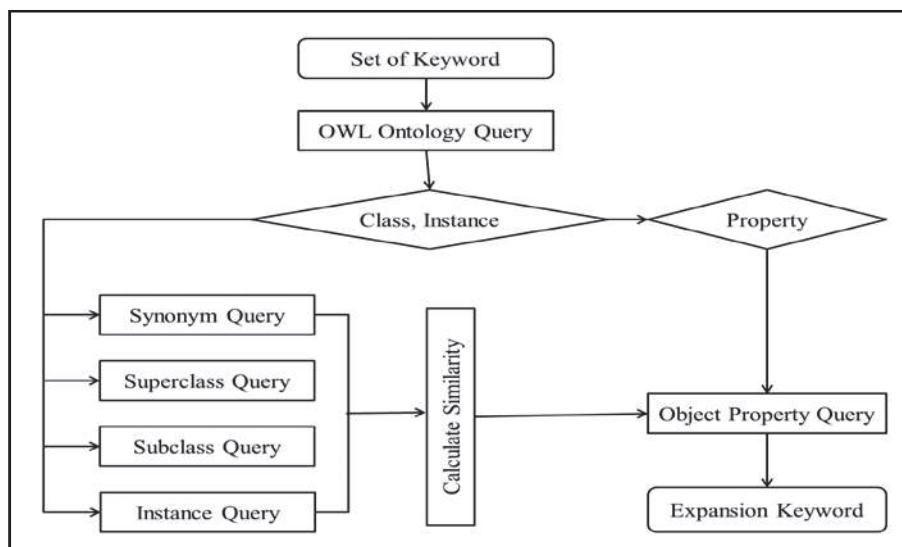 Set of Keyword
OWL Ontology Query
Class, Instance
Property
Synonym Query
Superclass Query
Subclass Query
Instance Query
Calculate Similarity
Object Property Query
Expansion Keyword